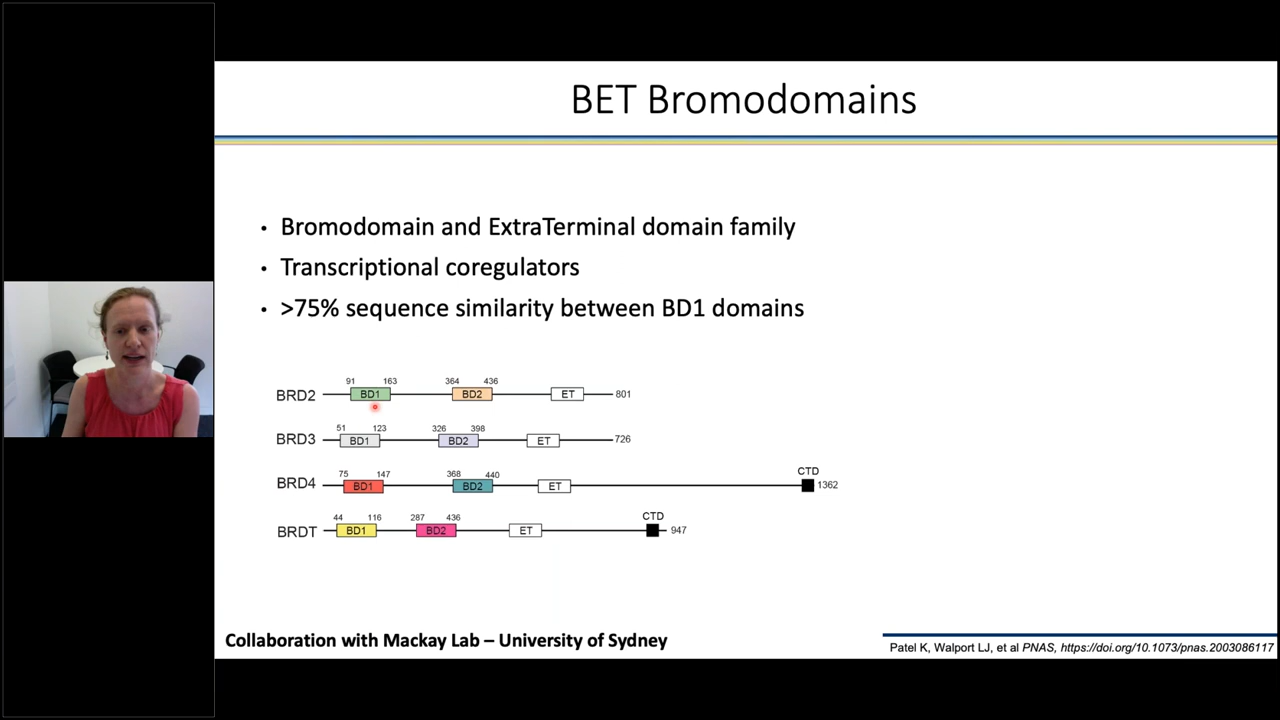 BET Bromodomains
• Bromodomain and ExtraTerminal domain family
• Transcriptional coregulators
• >75% sequence similarity between BD1 domains
91 163 364 436
BRD2 BD1 BD2 ET 801
51 123 326 398
BRD3 BD1 BD2 ET 726
75 147 368 440 CTD
BRD4 BD1 BD2 ET 1362
44 116 287 436 CTD
BRDT BD1 BD2 ET 947
Collaboration with Mackay Lab – University of Sydney
Patel K, Walport LJ, et al PNAS, https://doi.org/10.1073/pnas.2003086117